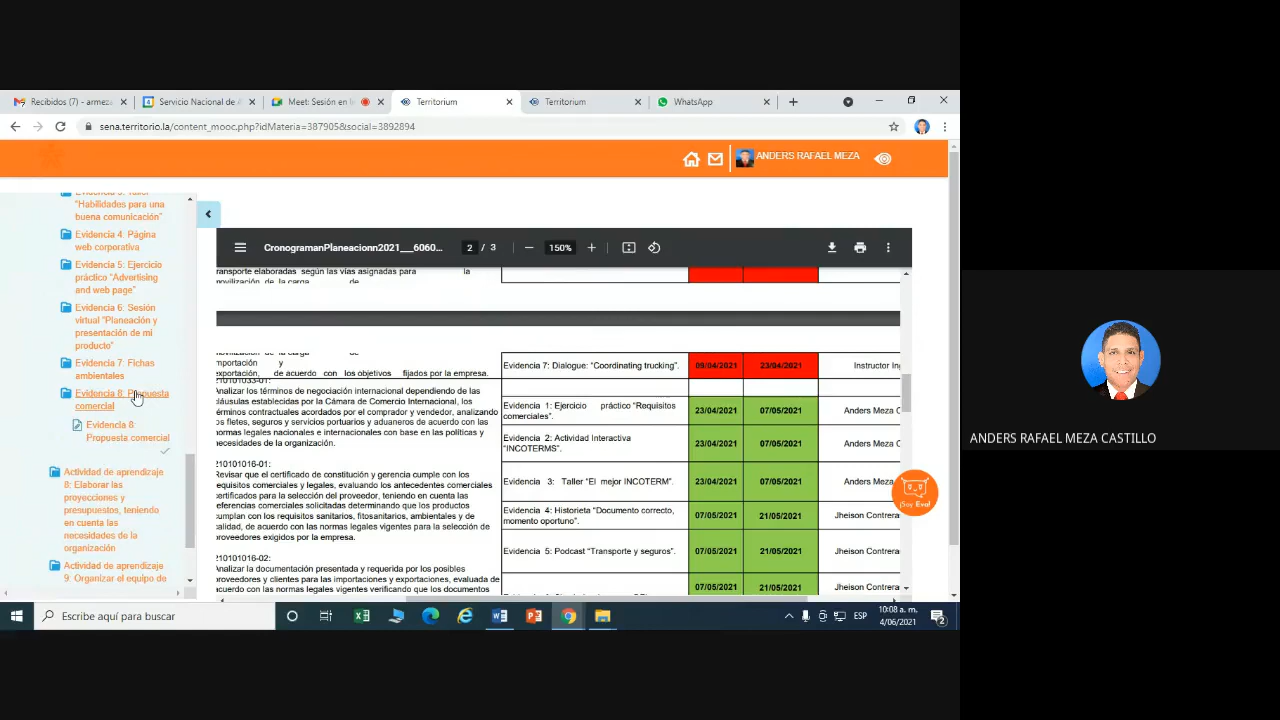 Recibidos (7) - armez
Servicio Nacional de A
Meet: Sesión en l
Territorium
Territorium
WhatsApp
sena.territorio.la/content_mooc.php?idMateria=387905&social=3892894
ANDERS RAFAEL MEZA
Evidencia 5: Taller
"Habilidades para una
buena comunicación"
Evidencia 4: Página
web corporativa
Evidencia 5: Ejercicio
práctico "Advertising
and web page"
Evidencia 6: Sesión
virtual "Planeación y
presentación de mi
producto"
Evidencia 7: Fichas
ambientales
Evidencia 8: Propuesta
comercial
Evidencia 8:
Propuesta comercial
Actividad de aprendizaje
8: Elaborar las
proyecciones y
presupuestos, teniendo
en cuenta las
necesidades de la
organización
Actividad de aprendizaje
9: Organizar el equipo de
CronogramanPlaneacionn2021__6060...
2 / 3
150%
transporte elaboradas según las vías asignadas para la
movilización de la carga de
movilización de la carga de
importación y
exportación, de acuerdo con los objetivos fijados por la empresa.
210101033-01:
Analizar los términos de negociación internacional dependiendo de las
cláusulas establecidas por la Cámara de Comercio Internacional, los
términos contractuales acordados por el comprador y vendedor, analizando
los fletes, seguros y servicios portuarios y aduaneros de acuerdo con las
normas legales nacionales e internacionales con base en las políticas y
necesidades de la organización.
210101016-01:
Revisar que el certificado de constitución y gerencia cumple con los
requisitos comerciales y legales, evaluando los antecedentes comerciales
certificados para la selección del proveedor, teniendo en cuenta las
referencias comerciales solicitadas determinando que los productos
cumplan con los requisitos sanitarios, fitosanitarios, ambientales y de
calidad, de acuerdo con las normas legales vigentes para la selección de
proveedores exigidos por la empresa.
210101016-02:
Analizar la documentación presentada y requerida por los posibles
proveedores y clientes para las importaciones y exportaciones, evaluada de
acuerdo con las normas legales vigentes verificando que los documentos
Evidencia 7: Dialogue: "Coordinating trucking". 09/04/2021 23/04/2021 Instructor Ing
Evidencia 1: Ejercicio práctico "Requisitos
comerciales". 23/04/2021 07/05/2021 Anders Meza C
Evidencia 2: Actividad Interactiva
"INCOTERMS". 23/04/2021 07/05/2021 Anders Meza C
Evidencia 3: Taller "El mejor INCOTERM". 23/04/2021 07/05/2021 Anders Meza
Evidencia 4: Historieta "Documento correcto,
momento oportuno". 07/05/2021 21/05/2021 Jheison Contrera
Evidencia 5: Podcast "Transporte y seguros". 07/05/2021 21/05/2021 Jheison Contrera
07/05/2021 21/05/2021 Jheison Contrera
¡Soy Eva!
Escribe aquí para buscar
ESP
10:08 a. m.
4/06/2021
2
ANDERS RAFAEL MEZA CASTILLO